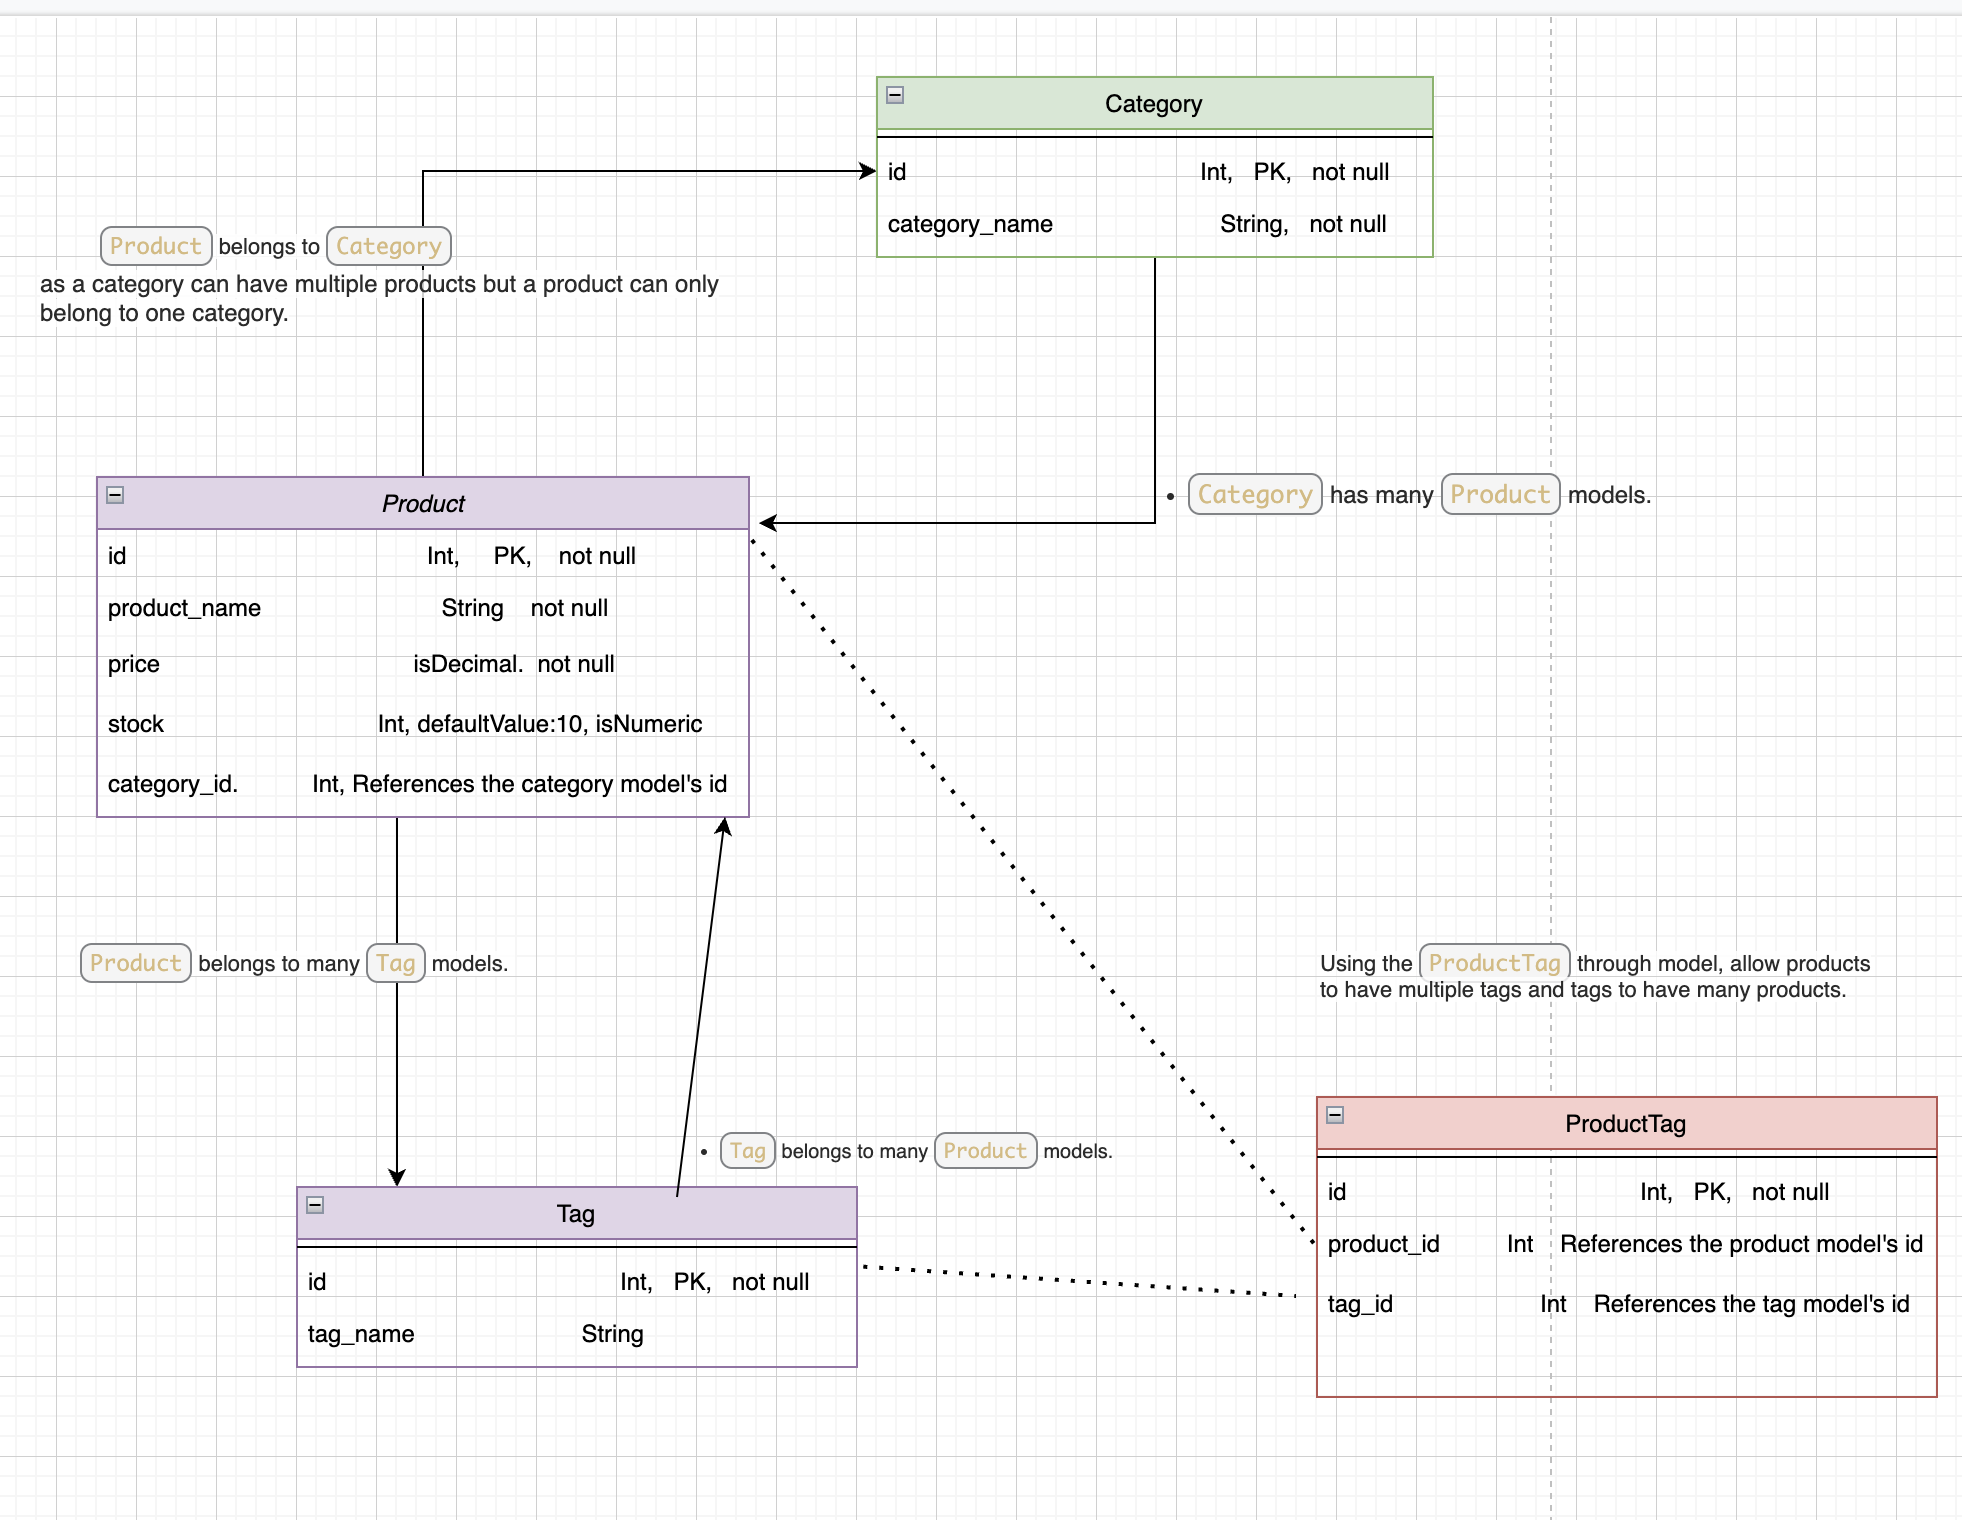 Category
id Int, PK, not null
category_name String, not null
Product belongs to Category
as a category can have multiple products but a product can only
belong to one category.
• Category has many Product models.
Product
id Int, PK, not null
product_name String not null
price isDecimal. not null
stock Int, defaultValue:10, isNumeric
category_id. Int, References the category model's id
Product belongs to many Tag models.
Using the ProductTag through model, allow products
to have multiple tags and tags to have many products.
• Tag belongs to many Product models.
Tag
id Int, PK, not null
tag_name String
ProductTag
id Int, PK, not null
product_id Int References the product model's id
tag_id Int References the tag model's id